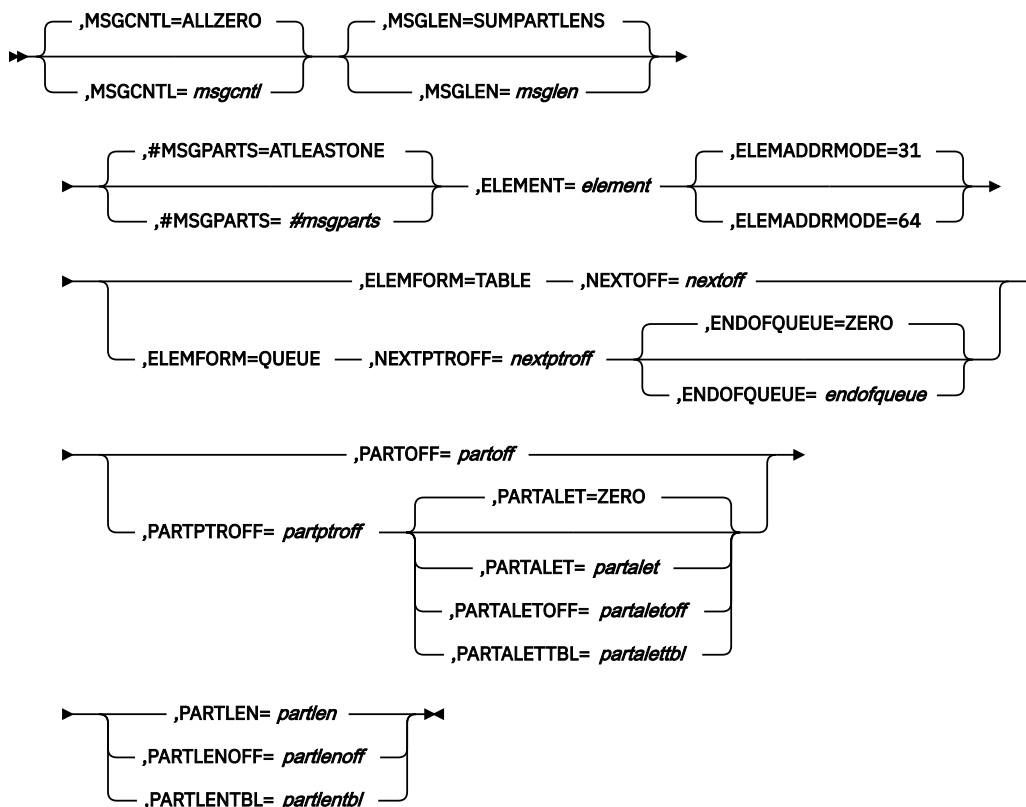 ,MSGCNTL=ALLZERO ,MSGLEN=SUMPARTLENS
,MSGCNTL= msgcntl ,MSGLEN= msglen
,#MSGPARTS=ATLEASTONE ,ELEMADDRMODE=31
,ELEMENT= element
,#MSGPARTS= #msgparts ,ELEMADDRMODE=64
,ELEMFORM=TABLE ,NEXTOFF= nextoff
,ENDOFQUEUE=ZERO
,ELEMFORM=QUEUE ,NEXTPTROFF= nextptroff
,ENDOFQUEUE= endofqueue
,PARTOFF= partoff
,PARTALET=ZERO
,PARTPTROFF= partptroff
,PARTALET= partalet
,PARTALETOFF= partaletoff
,PARTALETTBL= partalettbl
,PARTLEN= partlen
,PARTLENOFF= partlenoff
,PARTLENTBL= partlentbl